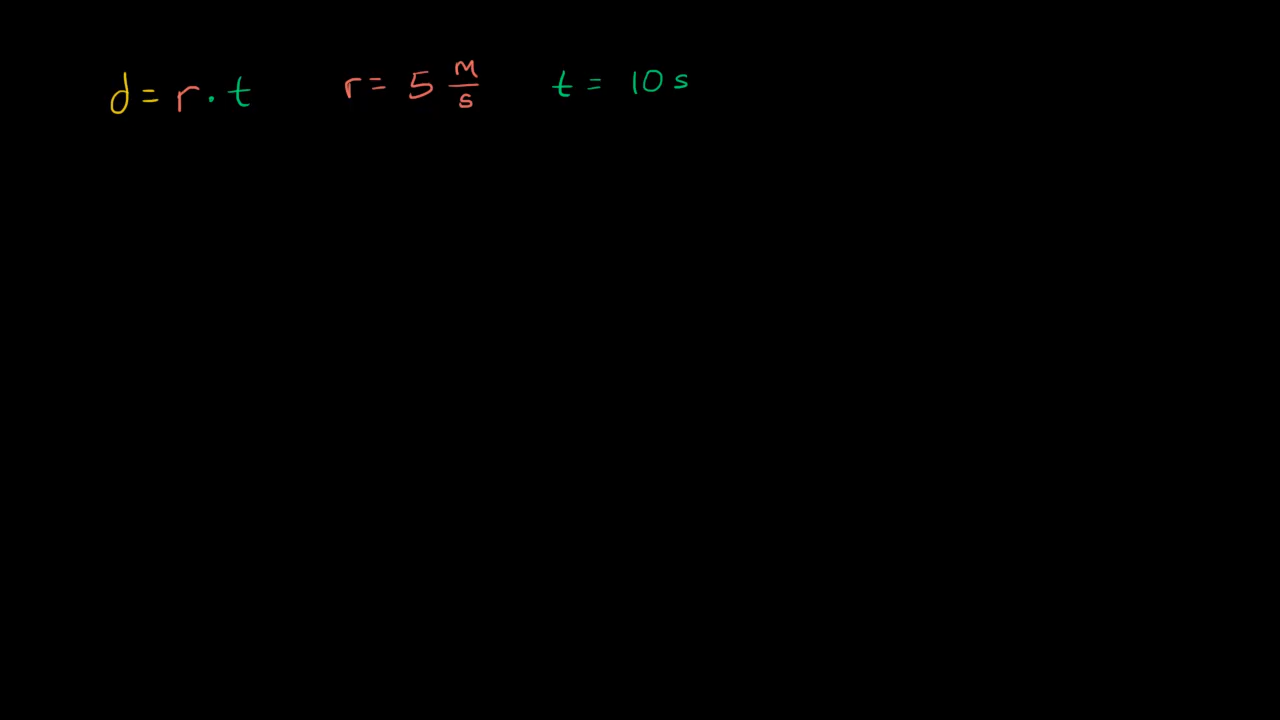 d = r · t r = 5 m/s t = 10 s